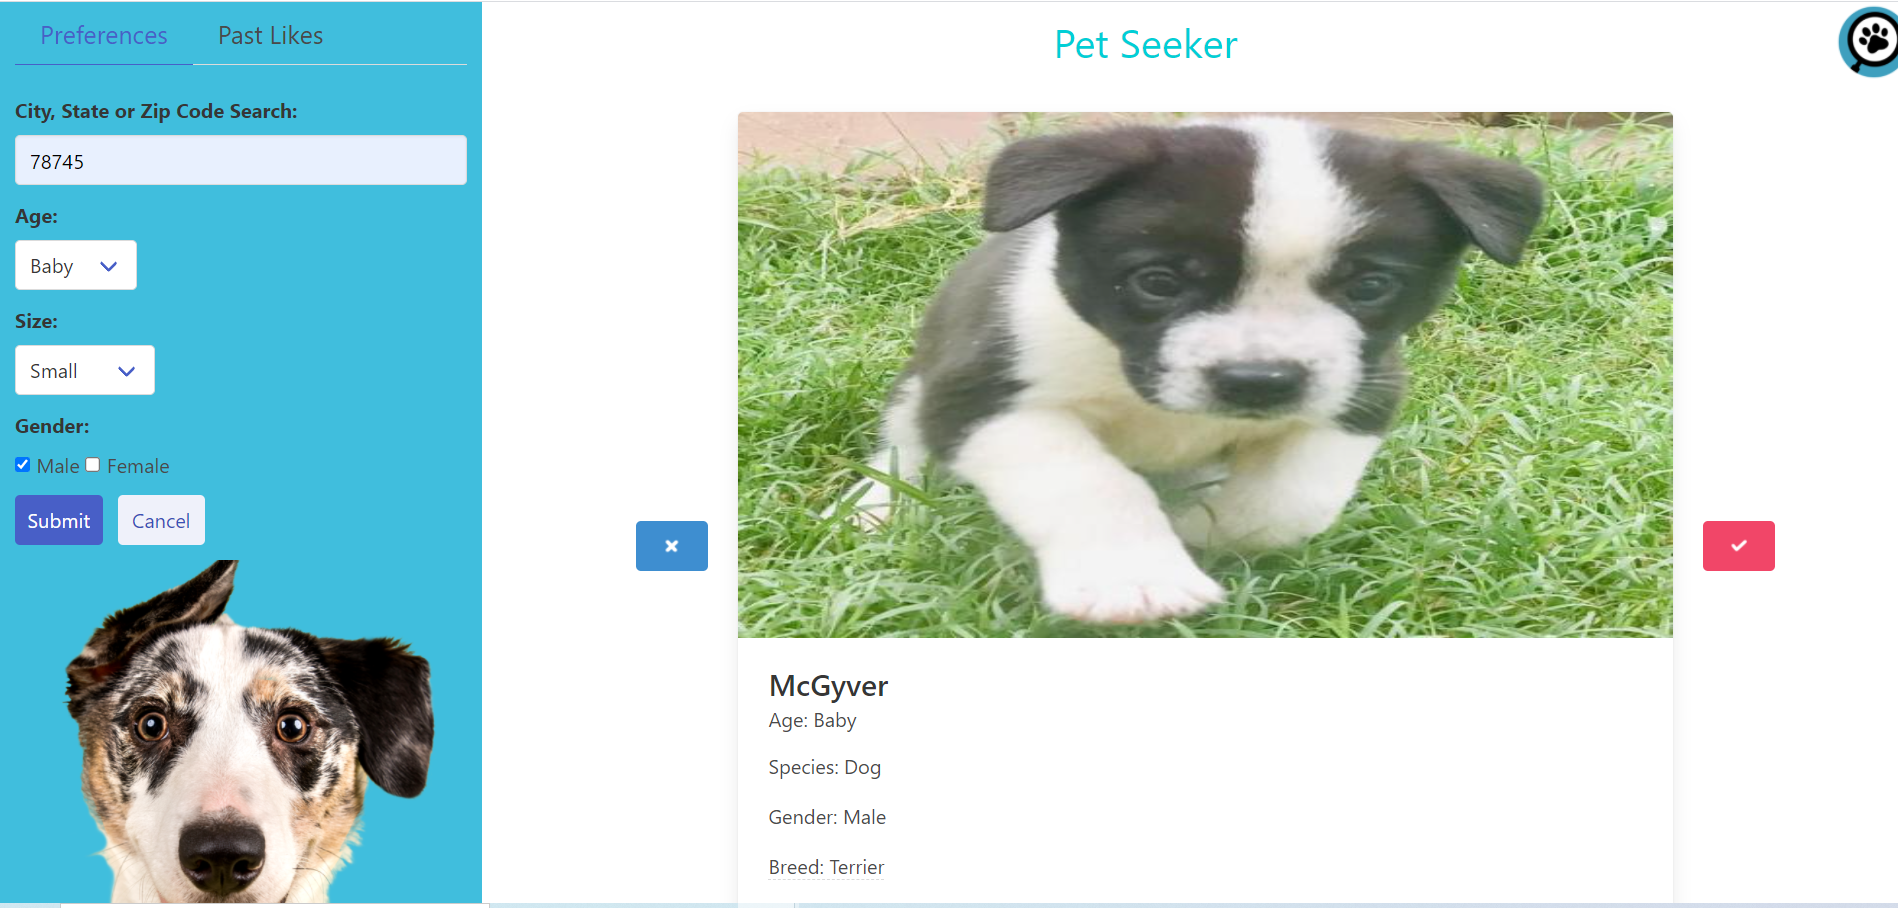 Preferences
Past Likes
City, State or Zip Code Search:
78745
Age:
Baby
Size:
Small
Gender:
Male
Female
Submit
Cancel
Pet Seeker
McGyver
Age: Baby
Species: Dog
Gender: Male
Breed: Terrier